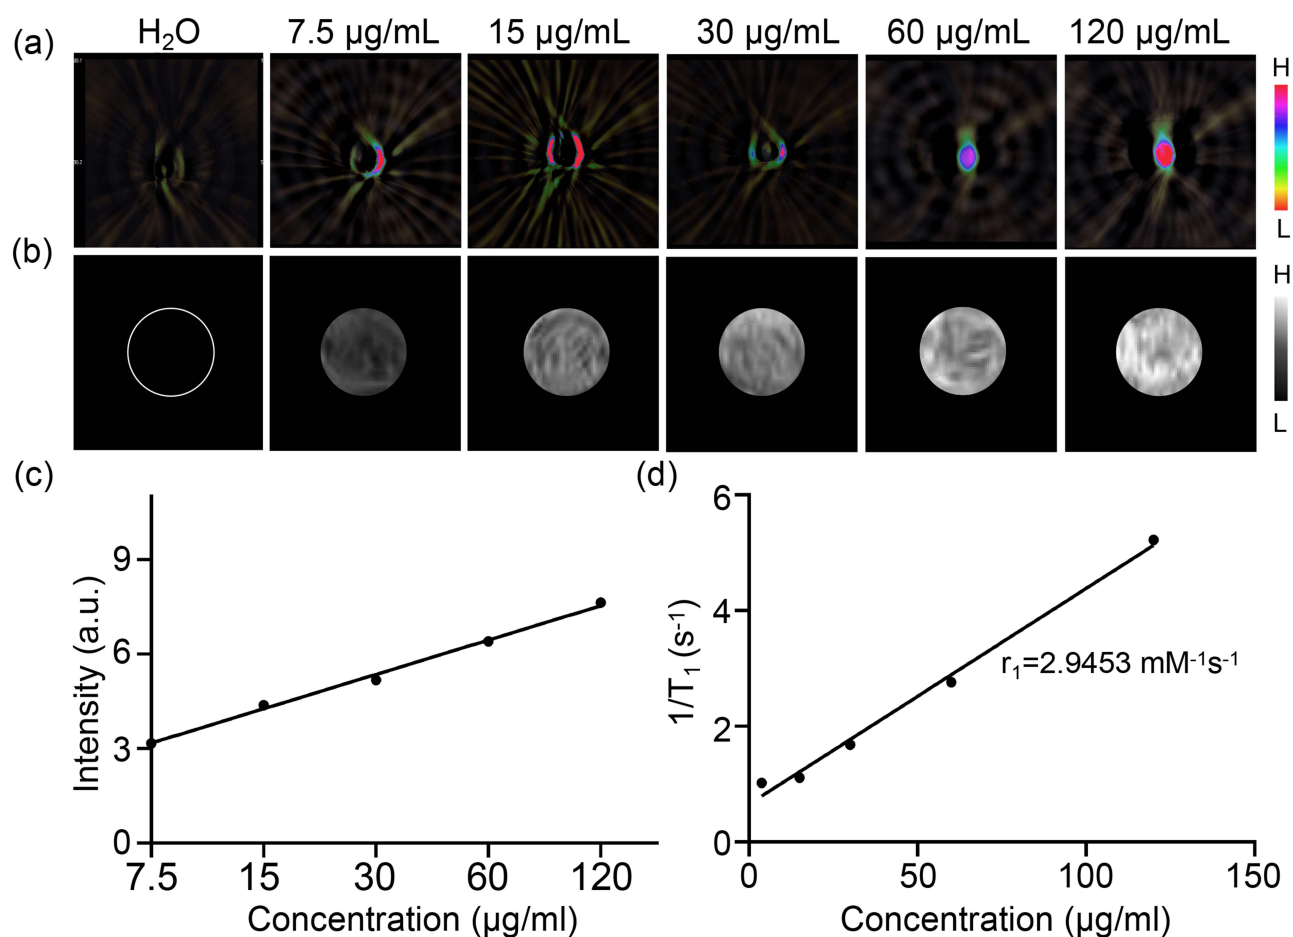 (a)
H₂O
7.5 µg/mL
15 µg/mL
30 µg/mL
60 µg/mL
120 µg/mL
H
L
(b)
H
L
(c)
Intensity (a.u.)
9
6
3
0
7.5
15
30
60
120
Concentration (µg/ml)
(d)
1/T₁ (s⁻¹)
6
4
2
0
r₁=2.9453 mM⁻¹s⁻¹
0
50
100
150
Concentration (µg/ml)